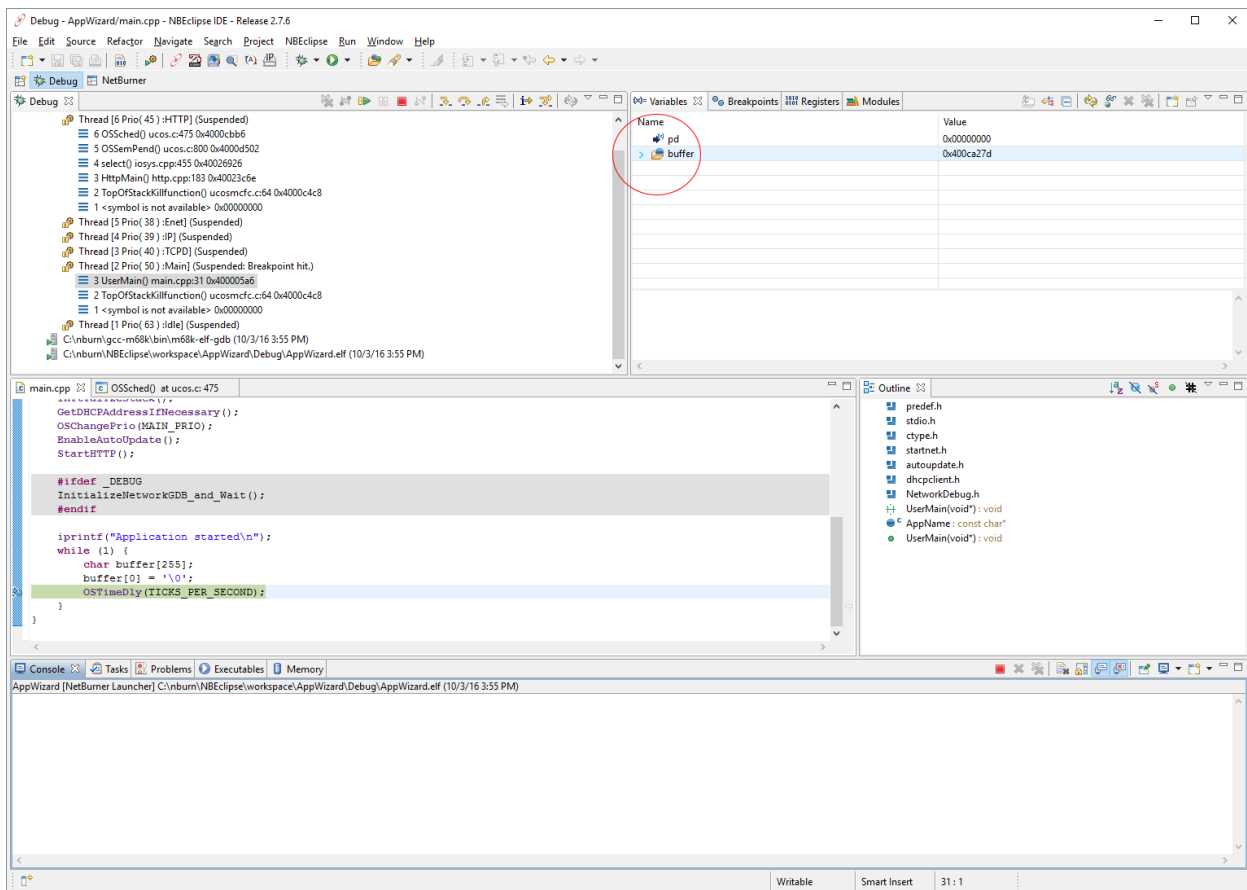 Debug - AppWizard/main.cpp - NBEclipse IDE - Release 2.7.6
File Edit Source Refactor Navigate Search Project NBEclipse Run Window Help
Debug NetBurner
Debug
Thread [6 Prio( 45 ) :HTTP] (Suspended)
6 OSSched() ucos.c:475 0x4000cbb6
5 OSSemPend() ucos.c:800 0x4000d502
4 select() iosys.cpp:455 0x40026926
3 HttpMain() http.cpp:183 0x40023c6e
2 TopOfStackKillfunction() ucosmcfc.c:64 0x4000c4c8
1 <symbol is not available> 0x00000000
Thread [5 Prio( 38 ) :Enet] (Suspended)
Thread [4 Prio( 39 ) :IP] (Suspended)
Thread [3 Prio( 40 ) :TCPD] (Suspended)
Thread [2 Prio( 50 ) :Main] (Suspended: Breakpoint hit.)
3 UserMain() main.cpp:31 0x400005a6
2 TopOfStackKillfunction() ucosmcfc.c:64 0x4000c4c8
1 <symbol is not available> 0x00000000
Thread [1 Prio( 63 ) :Idle] (Suspended)
C:\nburn\gcc-m68k\bin\m68k-elf-gdb (10/3/16 3:55 PM)
C:\nburn\NBEclipse\workspace\AppWizard\Debug\AppWizard.elf (10/3/16 3:55 PM)
(x)= Variables Breakpoints Registers Modules
Name Value
pd 0x00000000
buffer 0x400ca27d
main.cpp OSSched() at ucos.c: 475
InitializeStack();
GetDHCPAddressIfNecessary();
OSChangePrio(MAIN_PRIO);
EnableAutoUpdate();
StartHTTP();
#ifdef _DEBUG
InitializeNetworkGDB_and_Wait();
#endif
iprintf("Application started\n");
while (1) {
char buffer[255];
buffer[0] = '\0';
OSTimeDly(TICKS_PER_SECOND);
}
}
Outline
predef.h
stdio.h
ctype.h
startnet.h
autoupdate.h
dhcpclient.h
NetworkDebug.h
UserMain(void*) : void
AppName : const char*
UserMain(void*) : void
Console Tasks Problems Executables Memory
AppWizard [NetBurner Launcher] C:\nburn\NBEclipse\workspace\AppWizard\Debug\AppWizard.elf (10/3/16 3:55 PM)
Writable Smart Insert 31 : 1